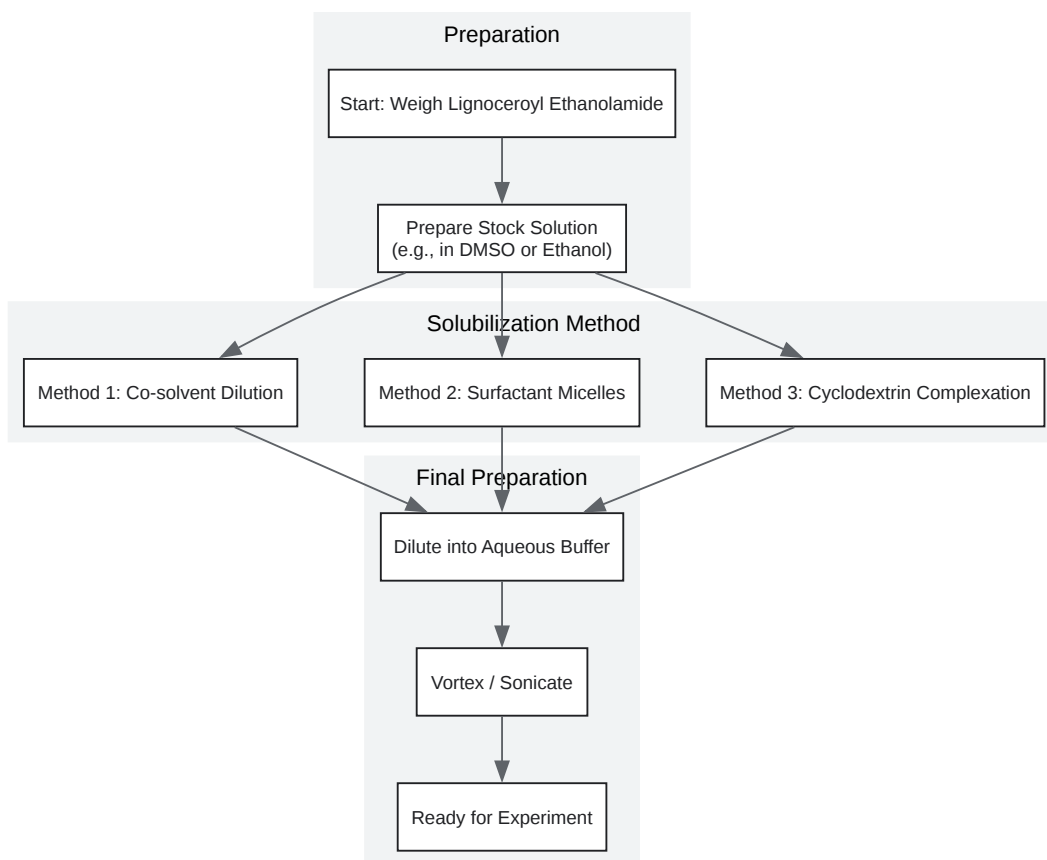 Preparation
Start: Weigh Lignoceroyl Ethanolamide
Prepare Stock Solution
(e.g., in DMSO or Ethanol)
Solubilization Method
Method 1: Co-solvent Dilution
Method 2: Surfactant Micelles
Method 3: Cyclodextrin Complexation
Final Preparation
Dilute into Aqueous Buffer
Vortex / Sonicate
Ready for Experiment